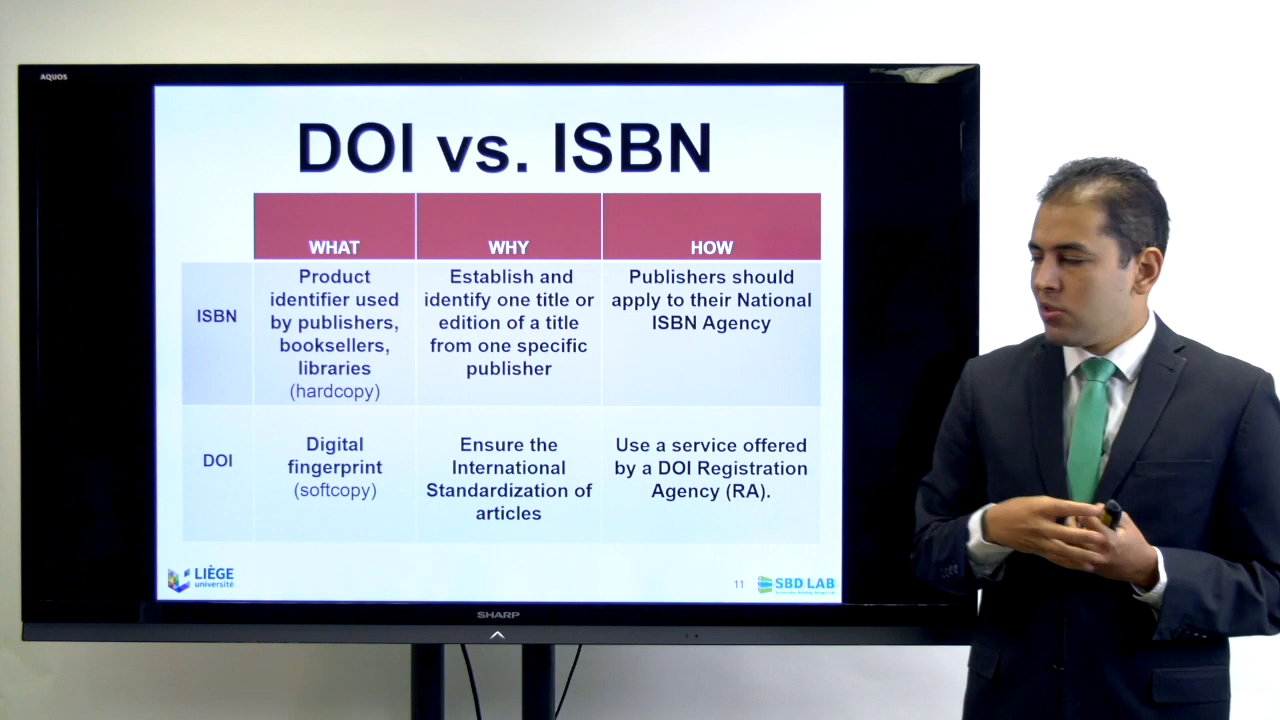 AQUOS
DOI vs. ISBN
WHAT
WHY
HOW
ISBN
Product
identifier used
by publishers,
booksellers,
libraries
(hardcopy)
Establish and
identify one title or
edition of a title
from one specific
publisher
Publishers should
apply to their National
ISBN Agency
DOI
Digital
fingerprint
(softcopy)
Ensure the
International
Standardization of
articles
Use a service offered
by a DOI Registration
Agency (RA).
LIÈGE
université
11
SBD LAB
SHARP